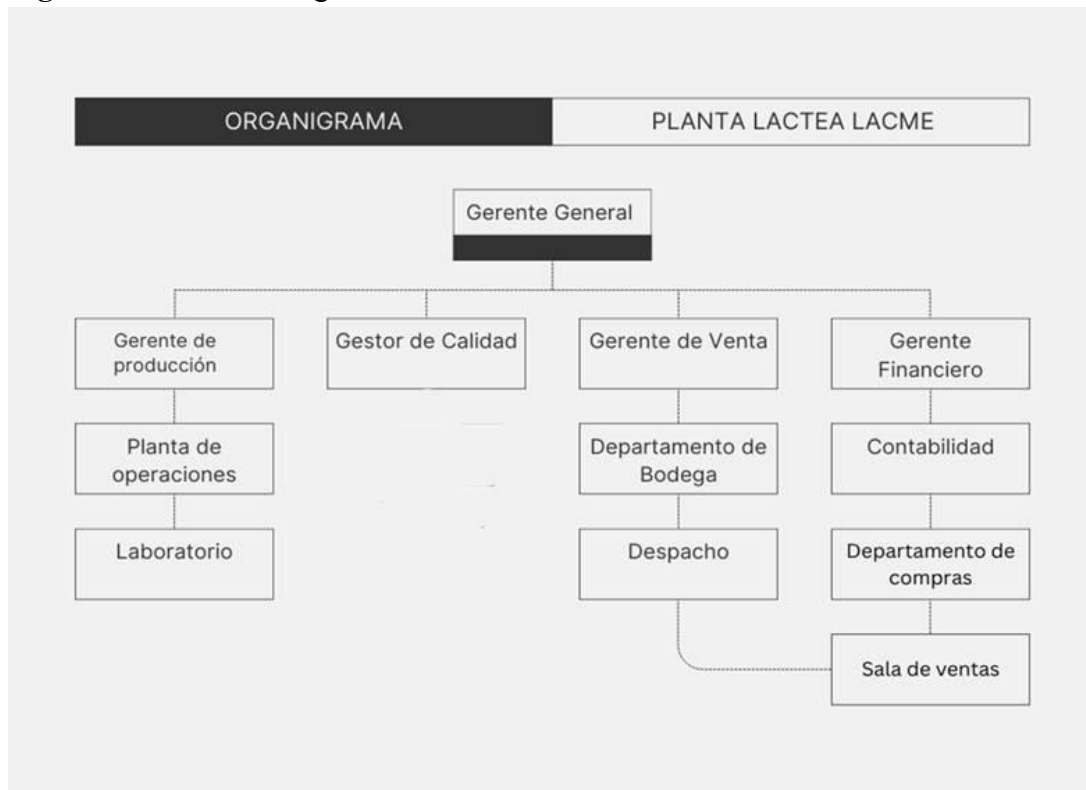 ORGANIGRAMA
PLANTA LACTEA LACME
Gerente General
Gerente de
producción
Gestor de Calidad
Gerente de Venta
Gerente
Financiero
Planta de
operaciones
Departamento de
Bodega
Contabilidad
Laboratorio
Despacho
Departamento de
compras
Sala de ventas